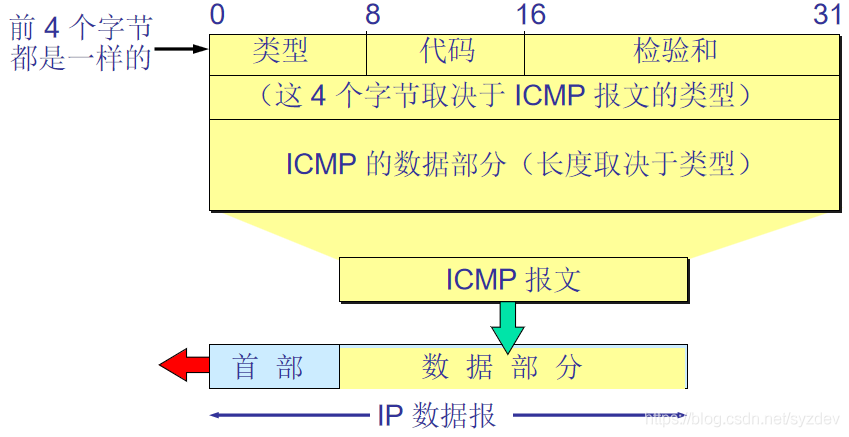 0 8 16 31
前 4 个字节
都是一样的
类型 代码 检验和
（这 4 个字节取决于 ICMP 报文的类型）
ICMP 的数据部分（长度取决于类型）
ICMP 报文
首 部 数 据 部 分
IP 数据报
https://blog.csdn.net/syzdev